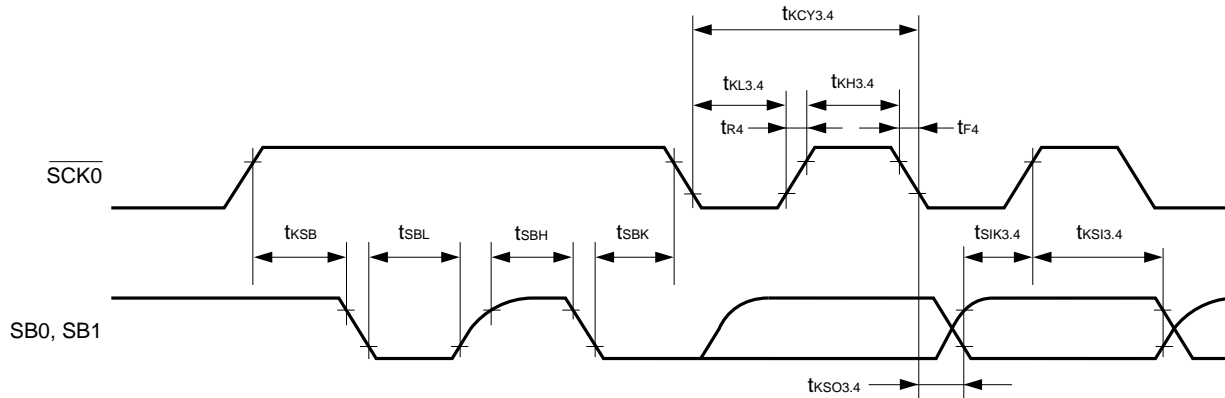 tKCY3.4
tKL3.4 tKH3.4
tR4 tF4
SCK0
tKSB tSBL tSBH tSBK tSIK3.4 tKSI3.4
SB0, SB1
tKSO3.4